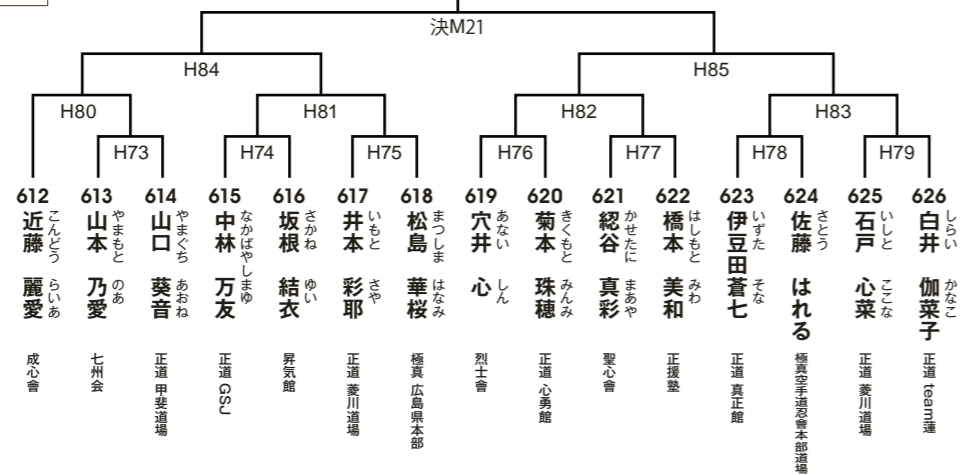 決M21
H84
H85
H80
H81
H82
H83
H73
H74
H75
H76
H77
H78
H79
612
近藤 麗愛
こんどう らいあ
成心會
613
山本 乃愛
やまもと のあ
七州会
614
山口 葵音
やまぐち あおね
正道 甲斐道場
615
中林 万友
なかばやし まゆ
正道 GSJ
616
坂根 結衣
さかね ゆい
昇気館
617
井本 彩耶
いもと さや
正道 菱川道場
618
松島 華桜
まつしま はなみ
極真 広島県本部
619
穴井 心
あない しん
烈士會
620
菊本 珠穂
きくもと みんみ
正道 心勇館
621
綛谷 真彩
かせたに まあや
聖心會
622
橋本 美和
はしもと みわ
正援塾
623
伊豆田蒼七
いずた そな
正道 真正館
624
佐藤 はれる
さとう
極真空手道忍會本部道場
625
石戸 心菜
いしと ここな
正道 菱川道場
626
白井 伽菜子
しらい かなこ
正道 team蓮